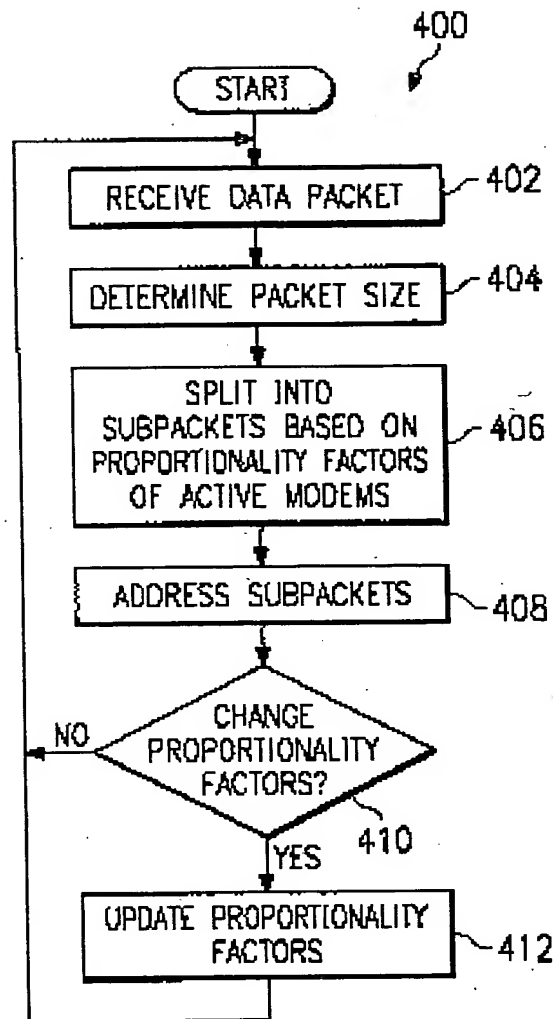 400
START
RECEIVE DATA PACKET
402
DETERMINE PACKET SIZE
404
SPLIT INTO
SUBPACKETS BASED ON
PROPORTIONALITY FACTORS
OF ACTIVE MODEMS
406
ADDRESS SUBPACKETS
408
CHANGE
PROPORTIONALITY
FACTORS?
NO
410
YES
UPDATE PROPORTIONALITY
FACTORS
412